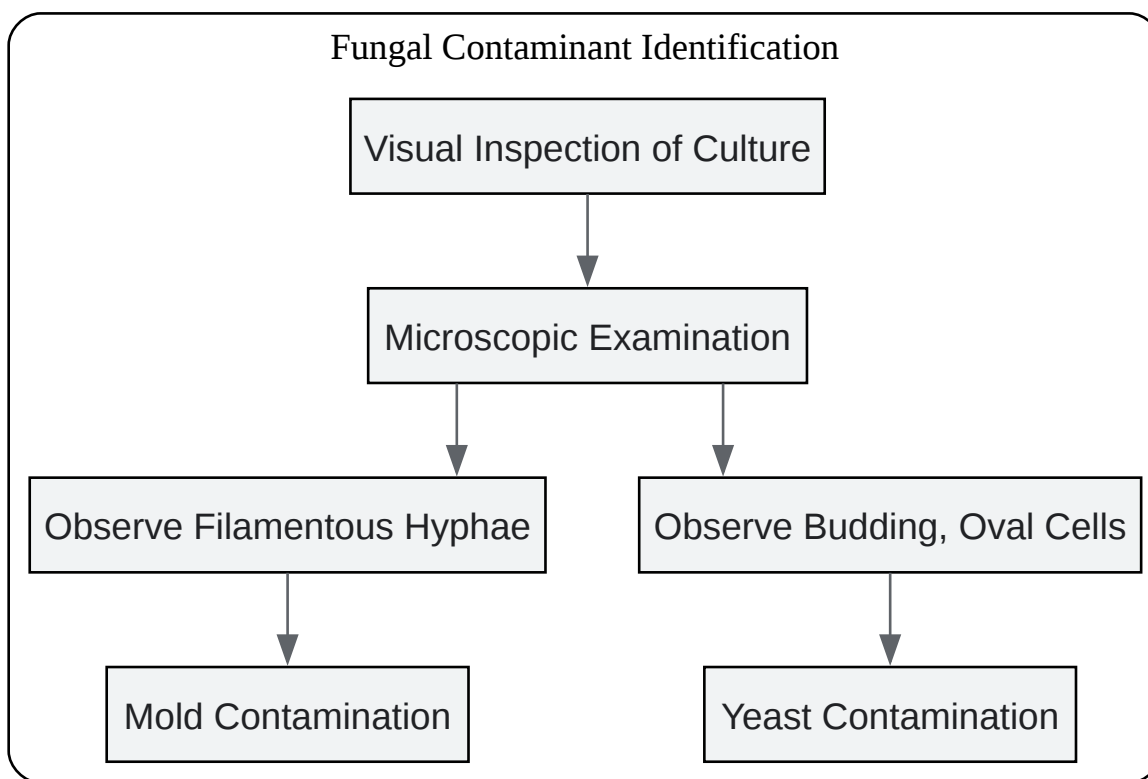 Fungal Contaminant Identification
Visual Inspection of Culture
Microscopic Examination
Observe Filamentous Hyphae
Observe Budding, Oval Cells
Mold Contamination
Yeast Contamination